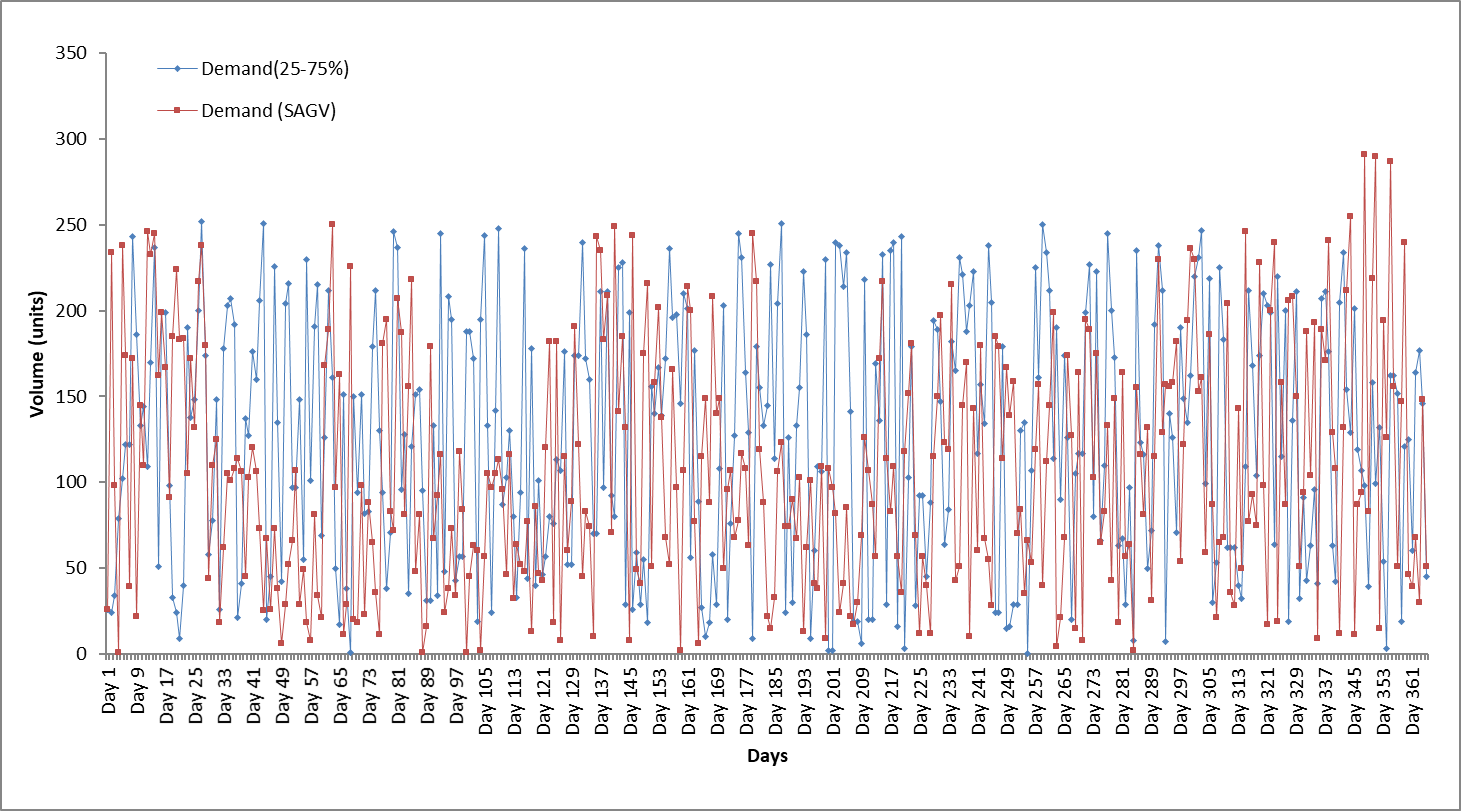 350
300
250
200
150
100
50
0
Volume (units)
Demand(25-75%)
Demand (SAGV)
Day 1
Day 9
Day 17
Day 25
Day 33
Day 41
Day 49
Day 57
Day 65
Day 73
Day 81
Day 89
Day 97
Day 105
Day 113
Day 121
Day 129
Day 137
Day 145
Day 153
Day 161
Day 169
Day 177
Day 185
Day 193
Day 201
Day 209
Day 217
Day 225
Day 233
Day 241
Day 249
Day 257
Day 265
Day 273
Day 281
Day 289
Day 297
Day 305
Day 313
Day 321
Day 329
Day 337
Day 345
Day 353
Day 361
Days